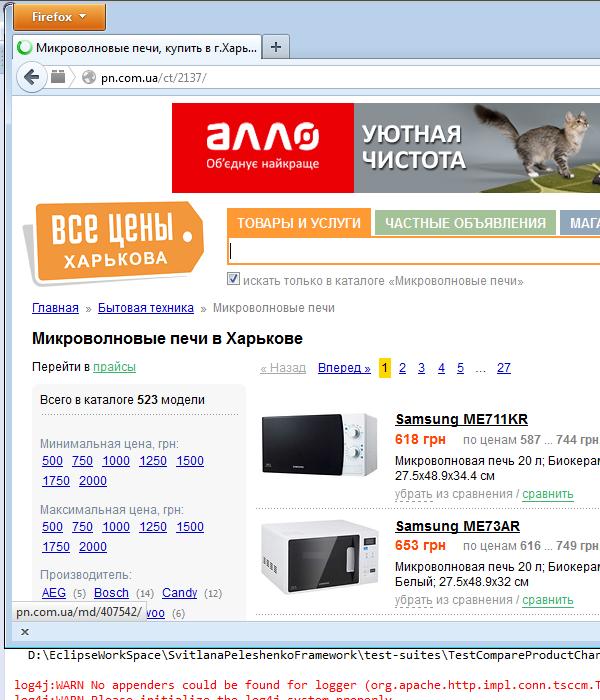 Firefox
Микроволновые печи, купить в г.Харь...
pn.com.ua/ct/2137/
алло
Об'єднує найкраще
УЮТНАЯ
ЧИСТОТА
ВСЕ ЦЕНЫ
ХАРЬКОВА
ТОВАРЫ И УСЛУГИ
ЧАСТНЫЕ ОБЪЯВЛЕНИЯ
МАГА
искать только в каталоге «Микроволновые печи»
Главная » Бытовая техника » Микроволновые печи
Микроволновые печи в Харькове
Перейти в прайсы
« Назад Вперед » 1 2 3 4 5 ... 27
Всего в каталоге 523 модели
Минимальная цена, грн:
500 750 1000 1250 1500
1750 2000
Максимальная цена, грн:
500 750 1000 1250 1500
1750 2000
Производитель:
AEG (5) Bosch (14) Candy (12)
woo (6)
Samsung ME711KR
618 грн по ценам 587 ... 744 грн
Микроволновая печь 20 л; Биокерам
27.5x48.9x34.4 см
убрать из сравнения / сравнить
Samsung ME73AR
653 грн по ценам 616 ... 749 грн
Микроволновая печь 20 л; Биокерам
Белый; 27.5x48.9x32 см
убрать из сравнения / сравнить
pn.com.ua/md/407542/
D:\EclipseWorkSpace\SvitlanaPeleshenkoFramework\test-suites\TestCompareProductChan
log4j:WARN No appenders could be found for logger (org.apache.http.impl.conn.tsccm.T
log4j:WARN Please initialize the log4j system properly.